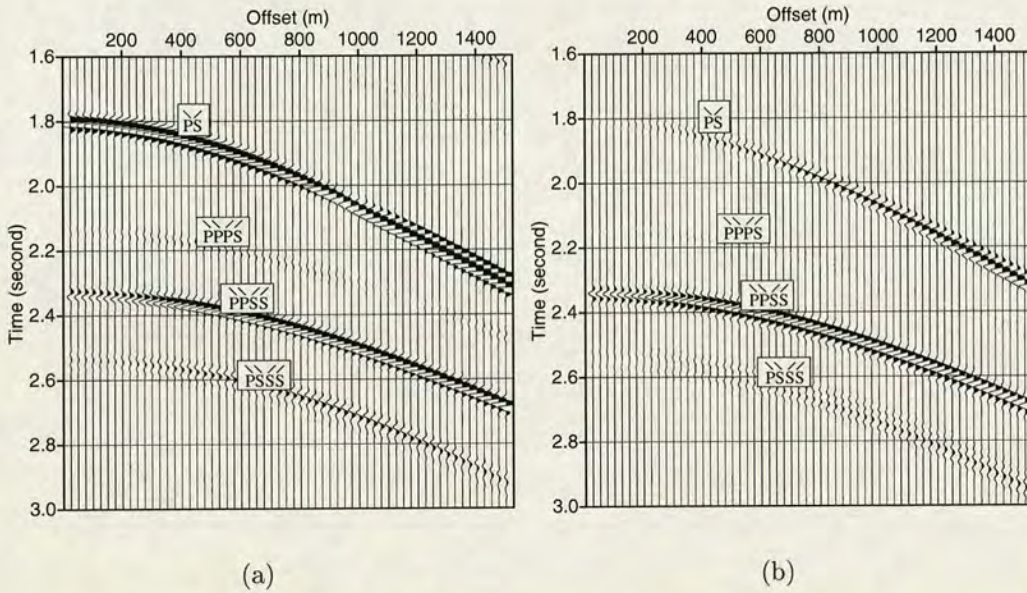 Offset (m)
200 400 600 800 1000 1200 1400
1.6
1.8
2.0
2.2
2.4
2.6
2.8
3.0
Time (second)
PS
PPPS
PPSS
PSSS
(a)
Offset (m)
200 400 600 800 1000 1200 1400
1.6
1.8
2.0
2.2
2.4
2.6
2.8
3.0
Time (second)
PS
PPPS
PPSS
PSSS
(b)